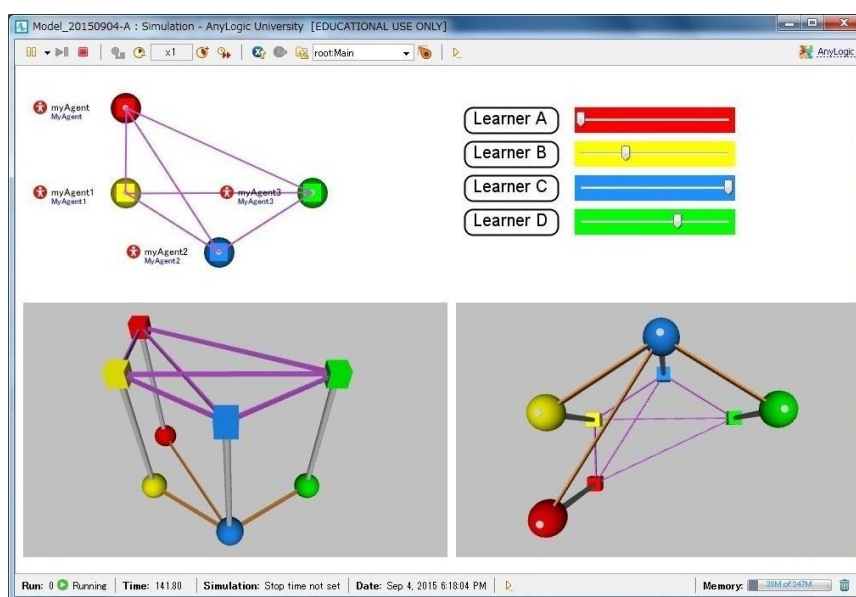 Model_20150904-A : Simulation - AnyLogic University [EDUCATIONAL USE ONLY]
x1
root:Main
AnyLogic
myAgent
MyAgent
myAgent1
MyAgent1
myAgent3
MyAgent3
myAgent2
MyAgent2
Learner A
Learner B
Learner C
Learner D
Run: 0 Running Time: 141.80 Simulation: Stop time not set Date: Sep 4, 2015 6:18:04 PM Memory: 38M of 247M